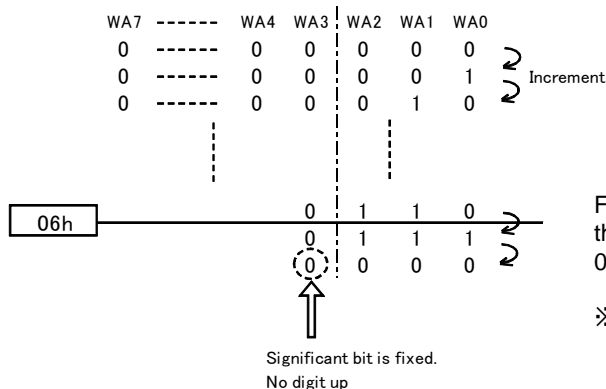 WA7 ------ WA4 WA3 WA2 WA1 WA0
0 ------ 0 0 0 0 0
0 ------ 0 0 0 0 1
0 ------ 0 0 0 1 0
Increment
06h
0 1 1 0
0 1 1 1
0 0 0 0
F
th
0
※
Significant bit is fixed.
No digit up